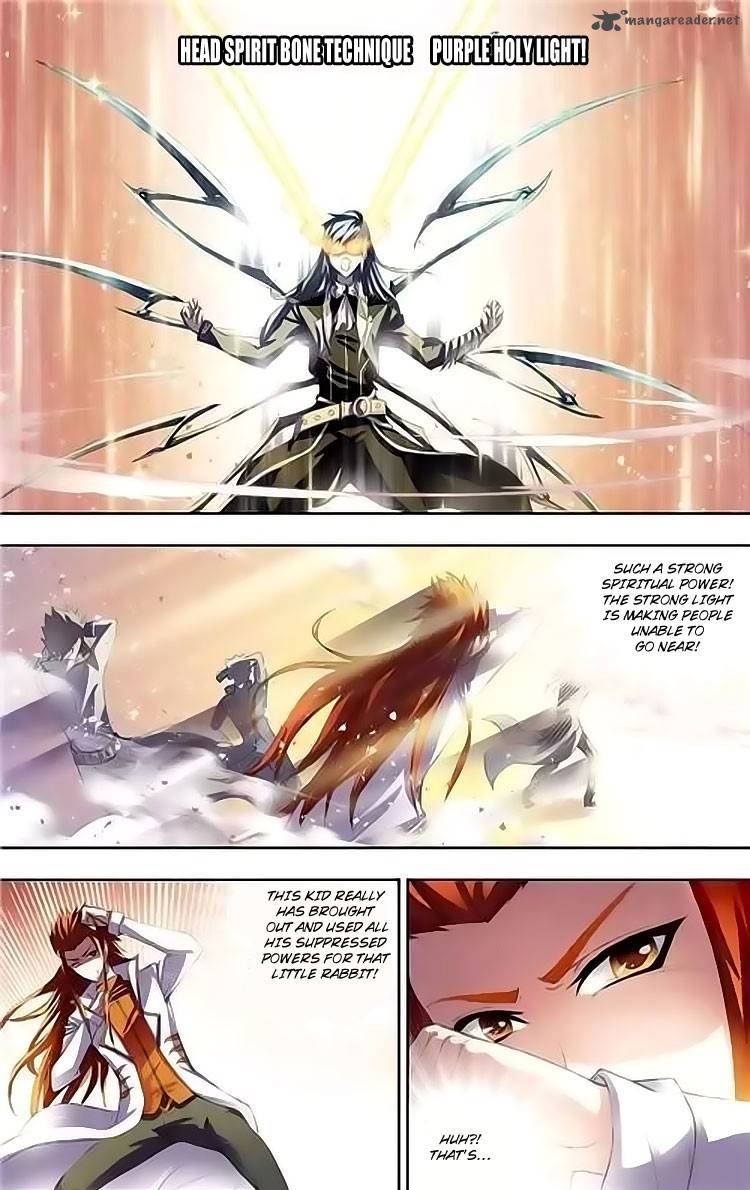 mangareader.net
HEAD SPIRIT BONE TECHNIQUE PURPLE HOLY LIGHT!
SUCH A STRONG
SPIRITUAL POWER!
THE STRONG LIGHT
IS MAKING PEOPLE
UNABLE TO
GO NEAR!
THIS KID REALLY
HAS BROUGHT
OUT AND USED ALL
HIS SUPPRESSED
POWERS FOR THAT
LITTLE RABBIT!
HUH?!
THAT'S...